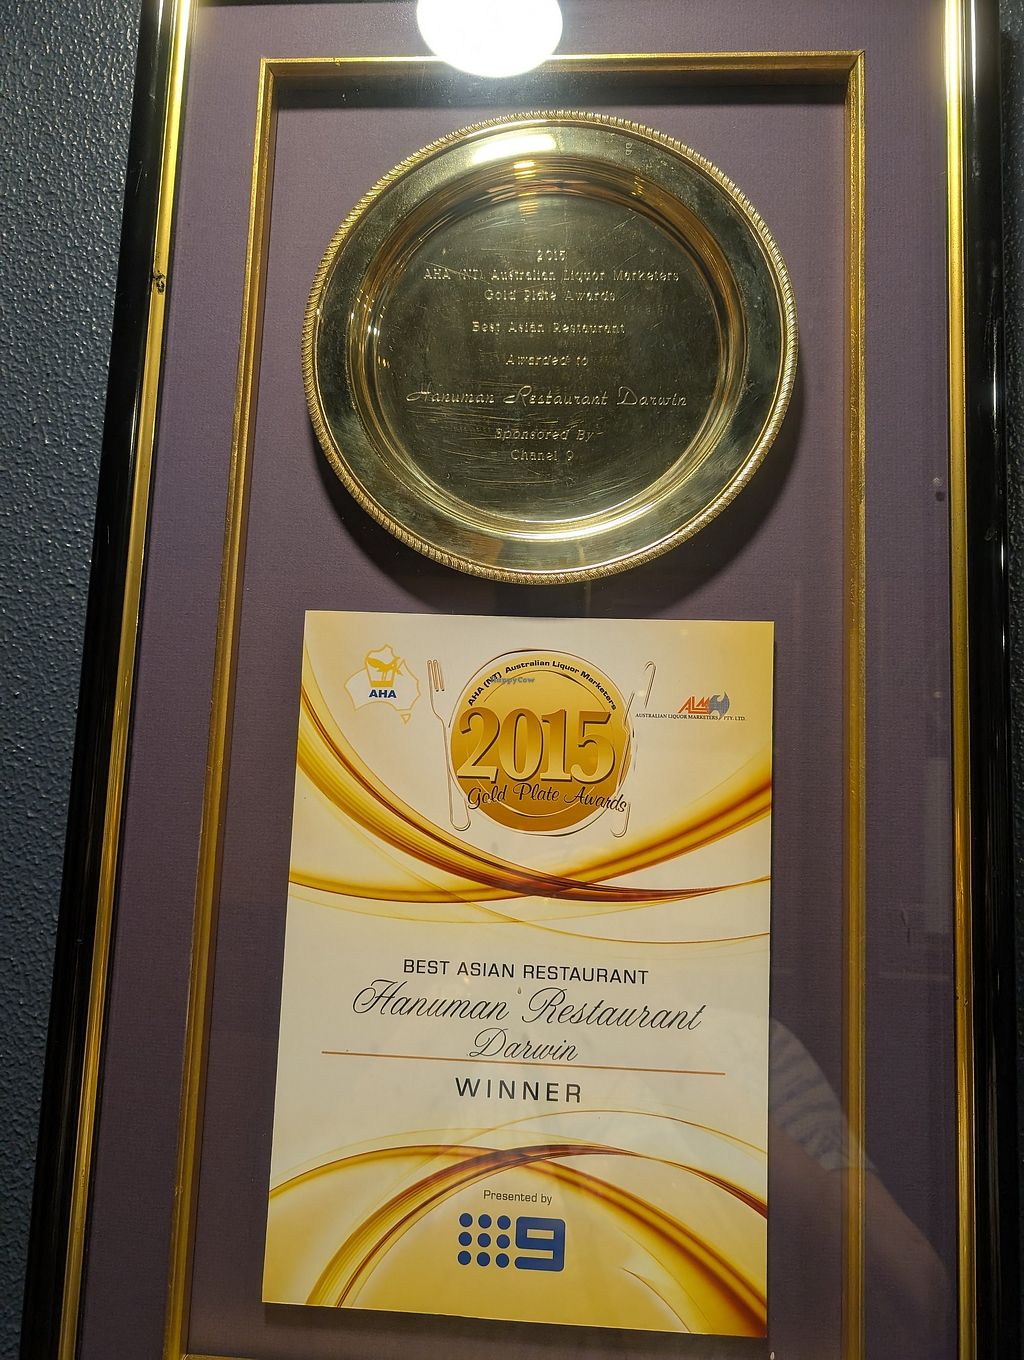 2015
AHA (NT) Australian Liquor Marketers
Gold Plate Awards
Best Asian Restaurant
Awarded to
Hanuman Restaurant Darwin
Sponsored By
Chanel 9
AHA
AHA (NT) Australian Liquor Marketers
HappyCow
2015
Gold Plate Awards
ALM
AUSTRALIAN LIQUOR MARKETERS PTY. LTD.
BEST ASIAN RESTAURANT
Hanuman Restaurant
Darwin
WINNER
Presented by
9